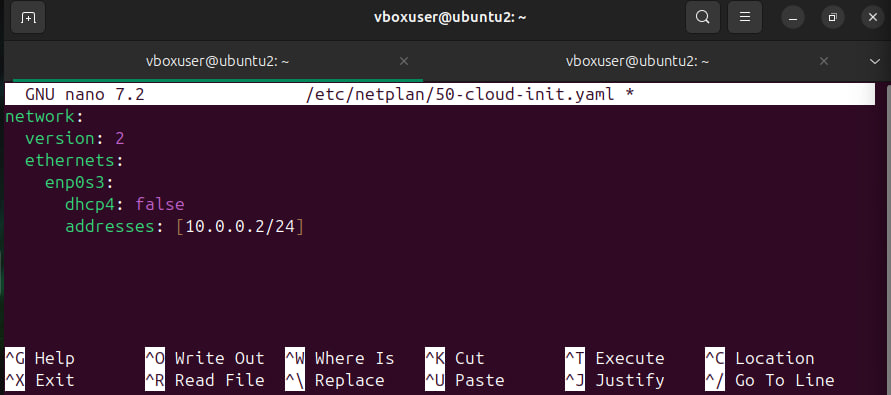 vboxuser@ubuntu2: ~
vboxuser@ubuntu2: ~
vboxuser@ubuntu2: ~
GNU nano 7.2 /etc/netplan/50-cloud-init.yaml *
network:
  version: 2
  ethernets:
    enp0s3:
      dhcp4: false
      addresses: [10.0.0.2/24]
^G Help ^O Write Out ^W Where Is ^K Cut ^T Execute ^C Location
^X Exit ^R Read File ^\ Replace ^U Paste ^J Justify ^/ Go To Line